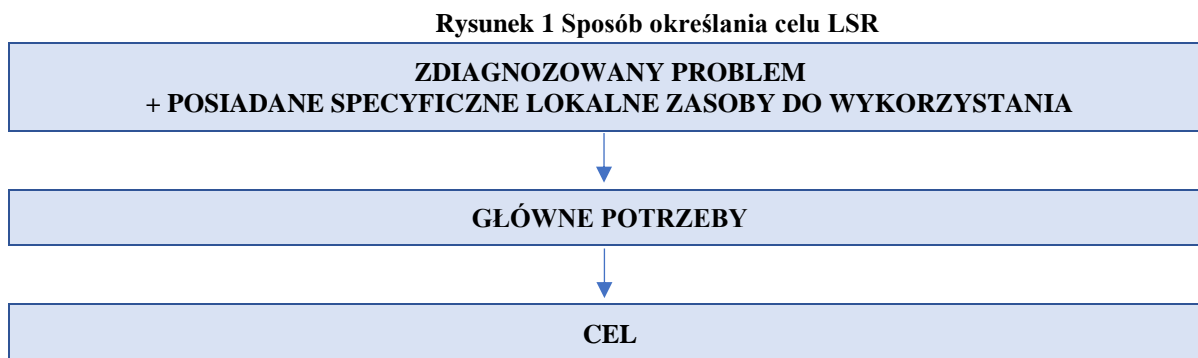 Rysunek 1 Sposób określania celu LSR
ZDIAGNOZOWANY PROBLEM
+ POSIADANE SPECYFICZNE LOKALNE ZASOBY DO WYKORZYSTANIA
GŁÓWNE POTRZEBY
CEL